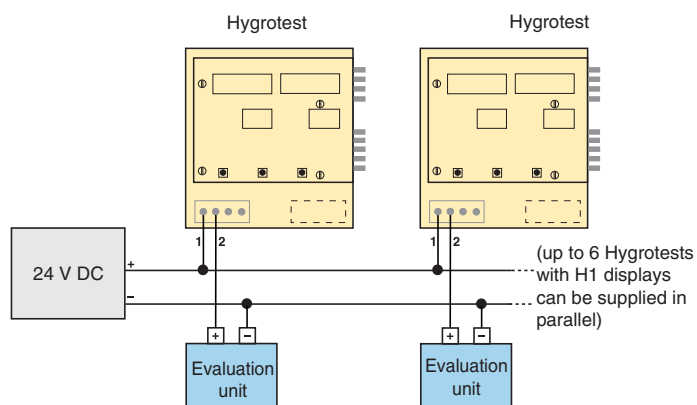 Hygrotest
Hygrotest
1 2
1 2
24 V DC
+
–
(up to 6 Hygrotests
with H1 displays
can be supplied in
parallel)
+ –
+ –
Evaluation
unit
Evaluation
unit